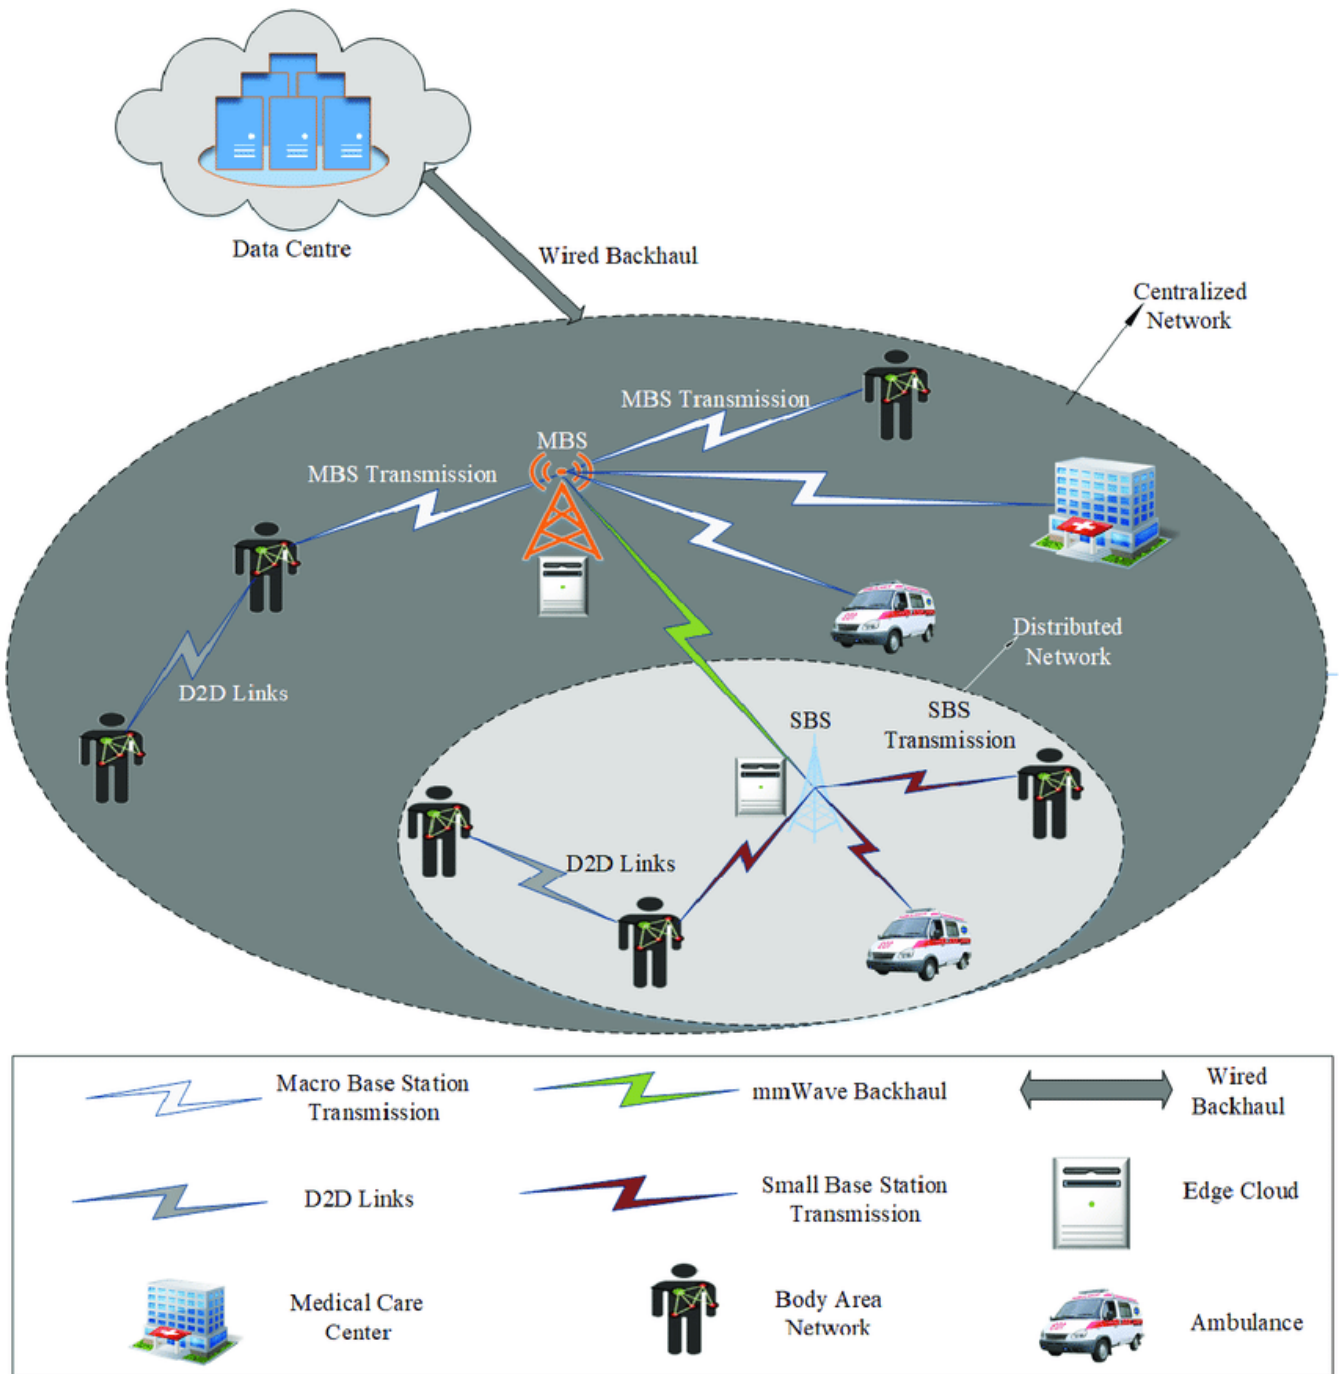 Data Centre
Wired Backhaul
Centralized
Network
MBS Transmission
MBS
MBS Transmission
Distributed
Network
D2D Links
SBS
SBS
Transmission
D2D Links
Macro Base Station
Transmission
mmWave Backhaul
Wired
Backhaul
D2D Links
Small Base Station
Transmission
Edge Cloud
Medical Care
Center
Body Area
Network
Ambulance